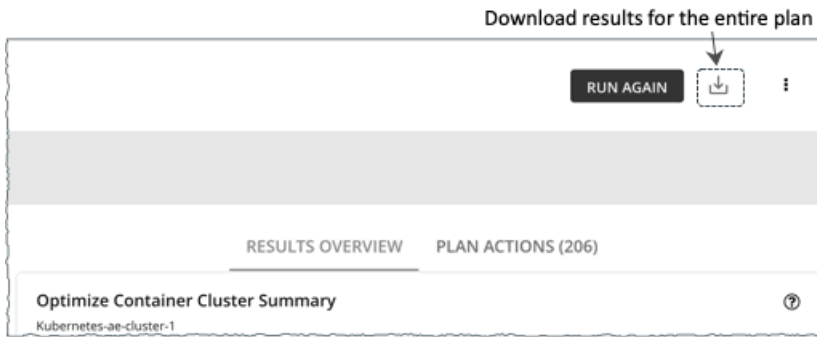 Download results for the entire plan
RUN AGAIN
RESULTS OVERVIEW PLAN ACTIONS (206)
Optimize Container Cluster Summary
Kubernetes-ae-cluster-1